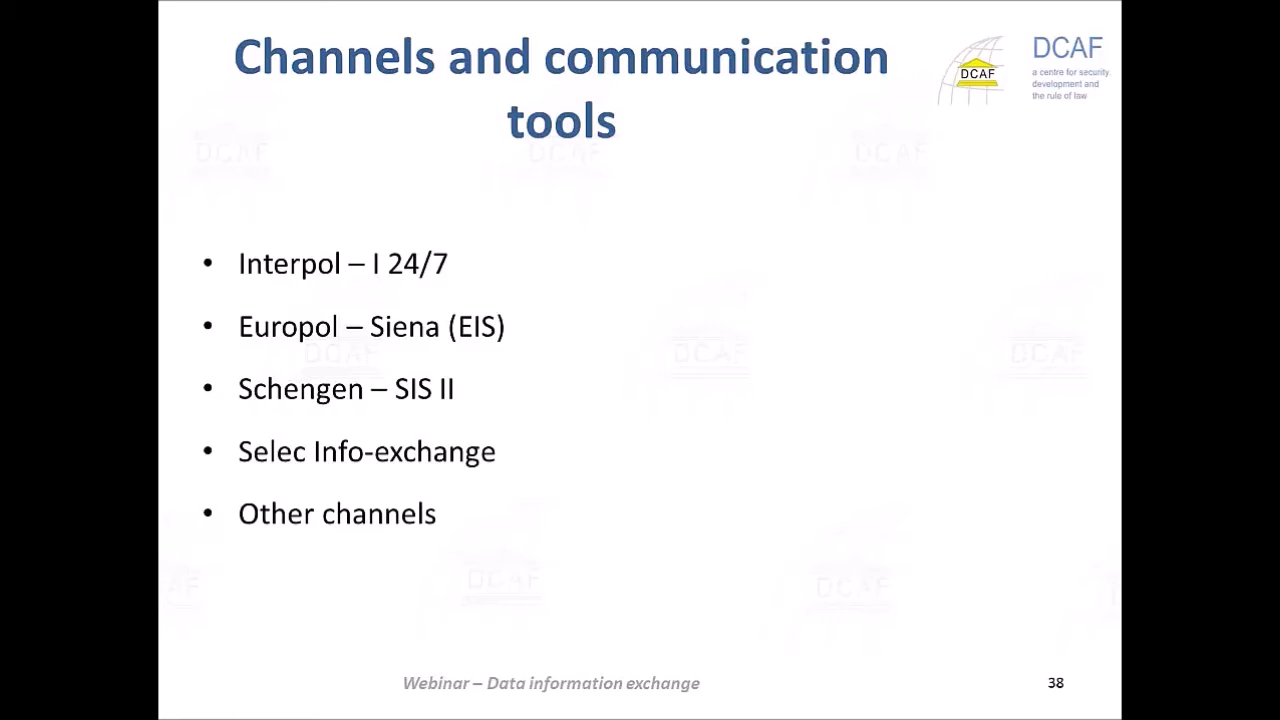 Channels and communication
tools
DCAF
DCAF
a centre for security
development and
the rule of law
• Interpol – I 24/7
• Europol – Siena (EIS)
• Schengen – SIS II
• Selec Info-exchange
• Other channels
Webinar – Data information exchange
38